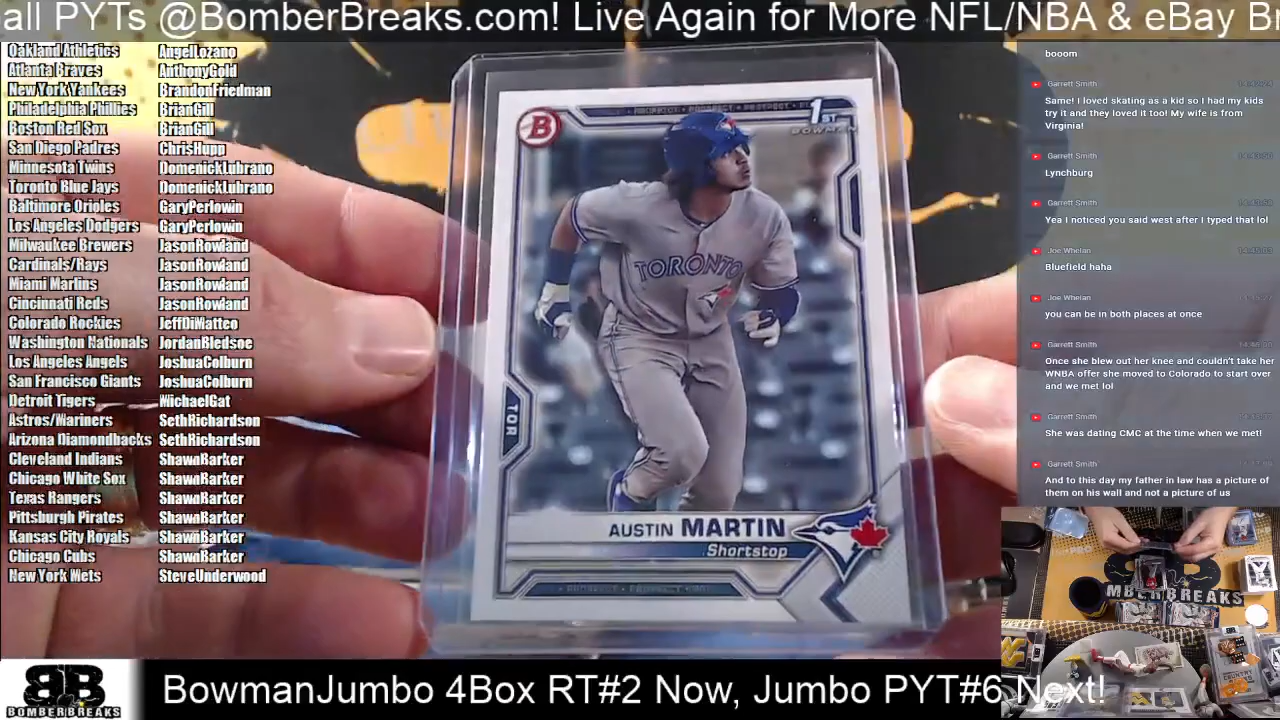 all PYTs @BomberBreaks.com! Live Again for More NFL/NBA & eBay
Oakland Athletics AngelLozano
Atlanta Braves AnthonyGold
New York Yankees BrandonFriedman
Philadelphia Phillies BrianGill
Boston Red Sox BrianGill
San Diego Padres ChrisHupp
Minnesota Twins DomenickLubrano
Toronto Blue Jays DomenickLubrano
Baltimore Orioles GaryPerlowin
Los Angeles Dodgers GaryPerlowin
Milwaukee Brewers JasonRowland
Cardinals/Rays JasonRowland
Miami Marlins JasonRowland
Cincinnati Reds JasonRowland
Colorado Rockies JeffDiMatteo
Washington Nationals JordanBledsoe
Los Angeles Angels JoshuaColburn
San Francisco Giants JoshuaColburn
Detroit Tigers MichaelGat
Astros/Mariners SethRichardson
Arizona Diamondbacks SethRichardson
Cleveland Indians ShawnBarker
Chicago White Sox ShawnBarker
Texas Rangers ShawnBarker
Pittsburgh Pirates ShawnBarker
Kansas City Royals ShawnBarker
Chicago Cubs ShawnBarker
New York Mets SteveUnderwood
B
PROSPECT • PROSPECT
1ST
BOWMAN
TORONTO
TOR
AUSTIN MARTIN
Shortstop
booom
Garrett Smith
Same! I loved skating as a kid so I had my kids
try it and they loved it too! My wife is from
Virginia!
Garrett Smith
Lynchburg
Garrett Smith
Yea I noticed you said west after I typed that lol
Joe Whelan
Bluefield haha
Joe Whelan
you can be in both places at once
Garrett Smith
Once she blew out her knee and couldn't take her
WNBA offer she moved to Colorado to start over
and we met lol
Garrett Smith
She was dating CMC at the time when we met!
Garrett Smith
And to this day my father in law has a picture of
them on his wall and not a picture of us
MBERBREAKS
BB
BOMBERBREAKS
BowmanJumbo 4Box RT#2 Now, Jumbo PYT#6 Next!